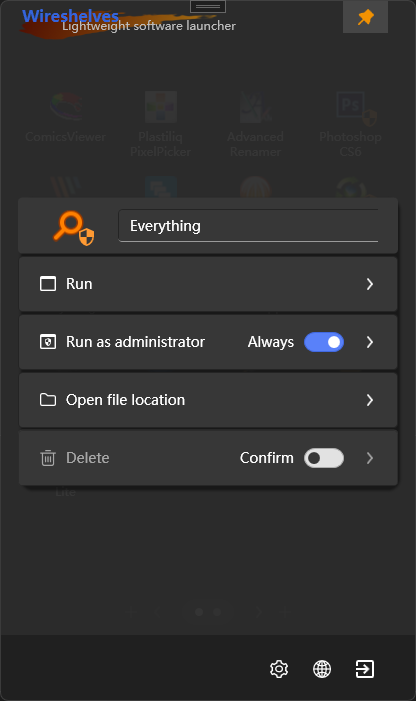 Wireshelves
Lightweight software launcher
ComicsViewer
Plastiliq
PixelPicker
Advanced
Renamer
Photoshop
CS6
Ps
Everything
Run
Run as administrator
Always
Open file location
Delete
Confirm
Lite